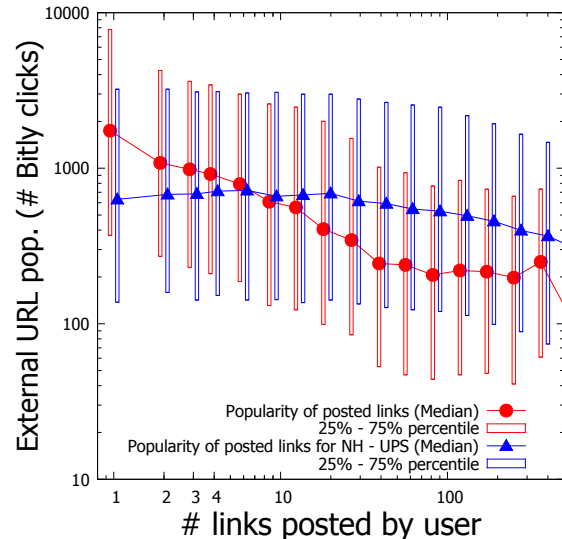 External URL pop. (# Bitly clicks)
10000
1000
100
10
Popularity of posted links (Median)
25% - 75% percentile
Popularity of posted links for NH - UPS (Median)
25% - 75% percentile
1 2 3 4 10 100
# links posted by user